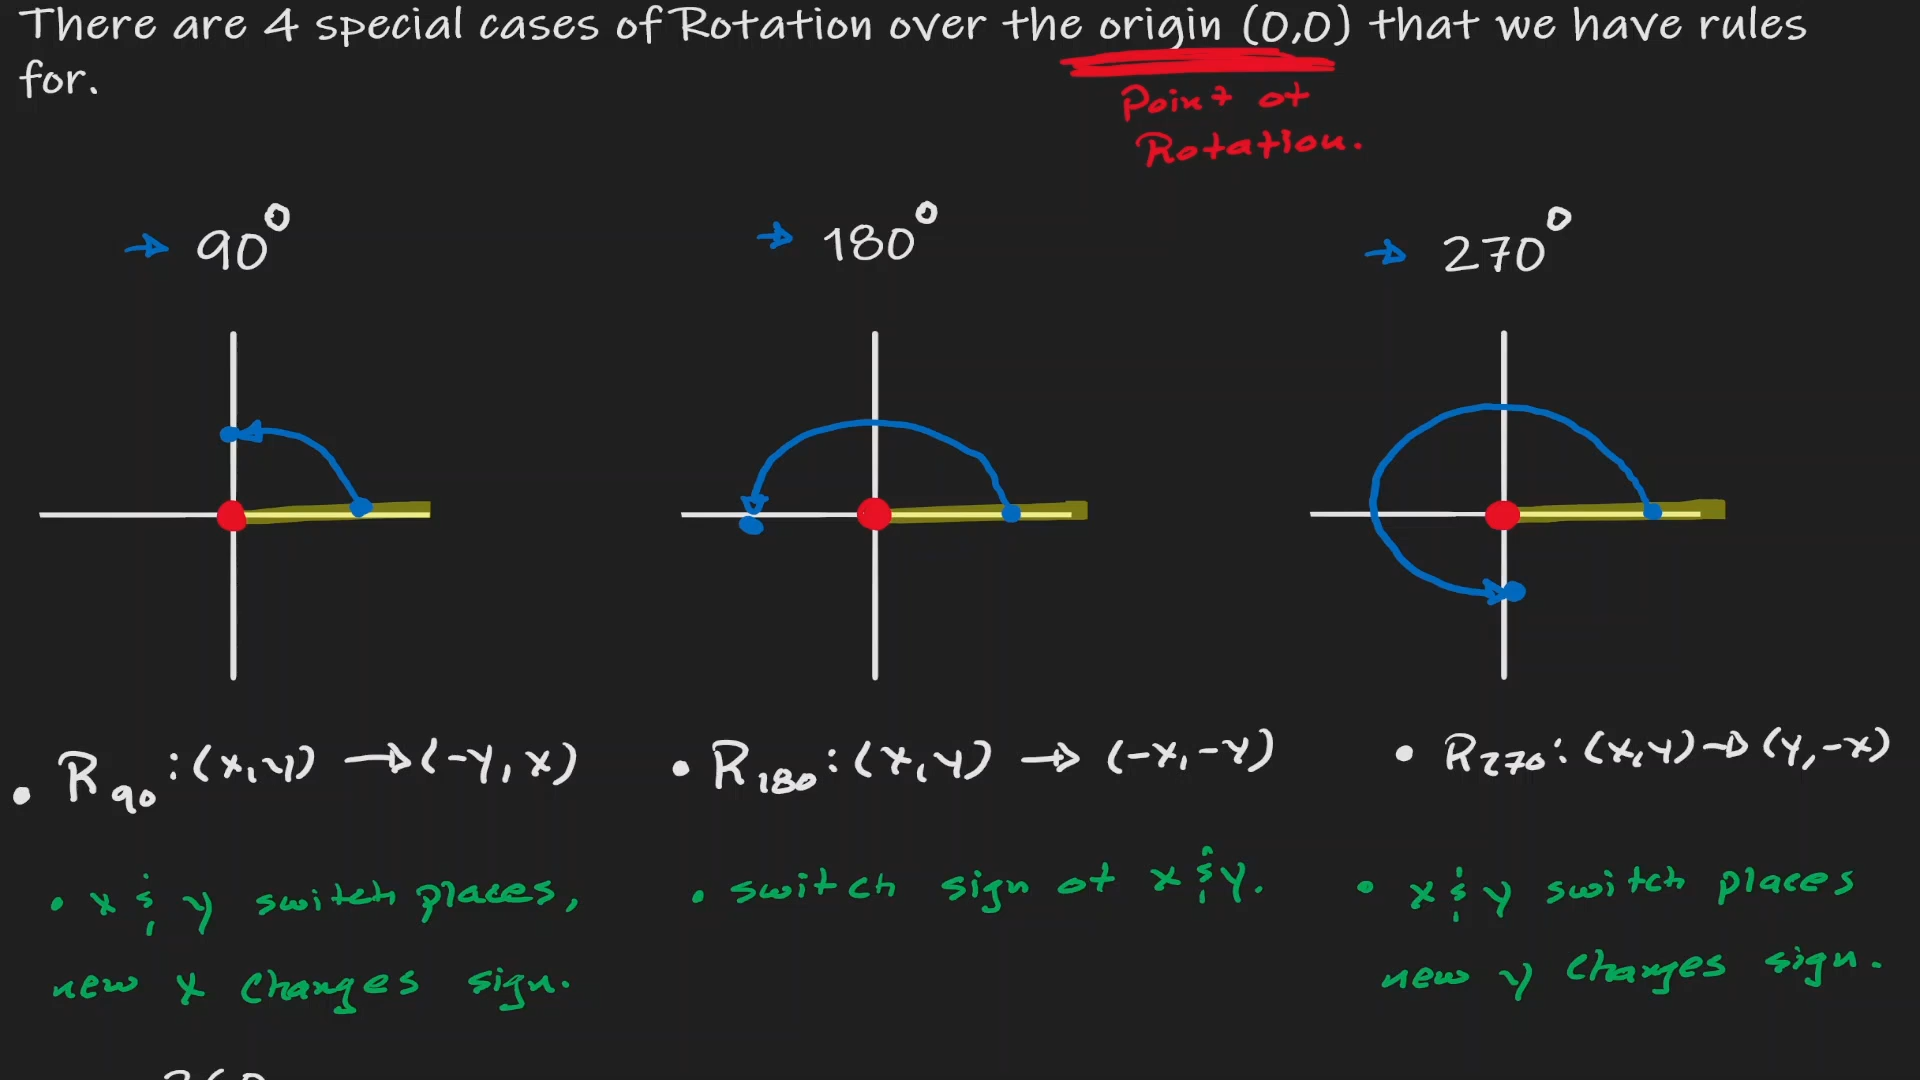 There are 4 special cases of Rotation over the origin (0,0) that we have rules
for.
Point of
Rotation.
→ 90°
→ 180°
→ 270°
• R90 : (x,y) → (-y, x)
• R180 : (x,y) → (-x,-y)
• R270 : (x,y) → (y,-x)
• x & y switch places,
new x changes sign.
• switch sign of x & y.
• x & y switch places
new y changes sign.